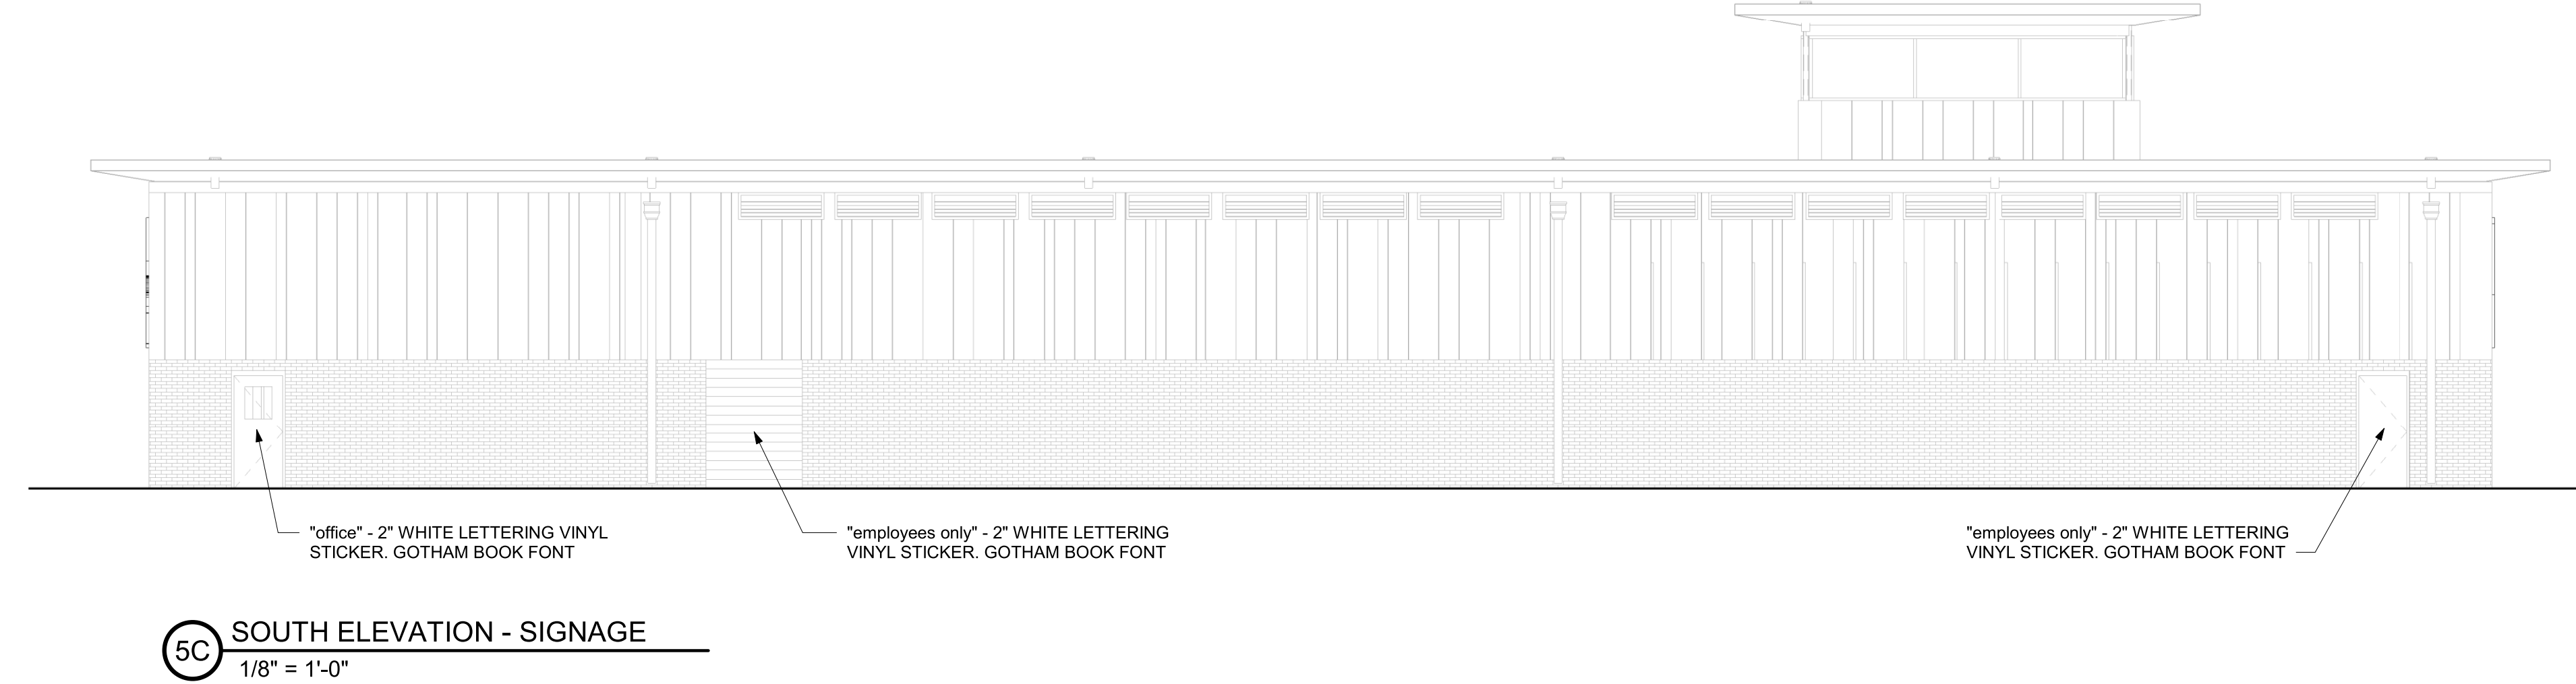 "office" - 2" WHITE LETTERING VINYL
STICKER. GOTHAM BOOK FONT
"employees only" - 2" WHITE LETTERING
VINYL STICKER. GOTHAM BOOK FONT
"employees only" - 2" WHITE LETTERING
VINYL STICKER. GOTHAM BOOK FONT
5C
SOUTH ELEVATION - SIGNAGE
1/8" = 1'-0"